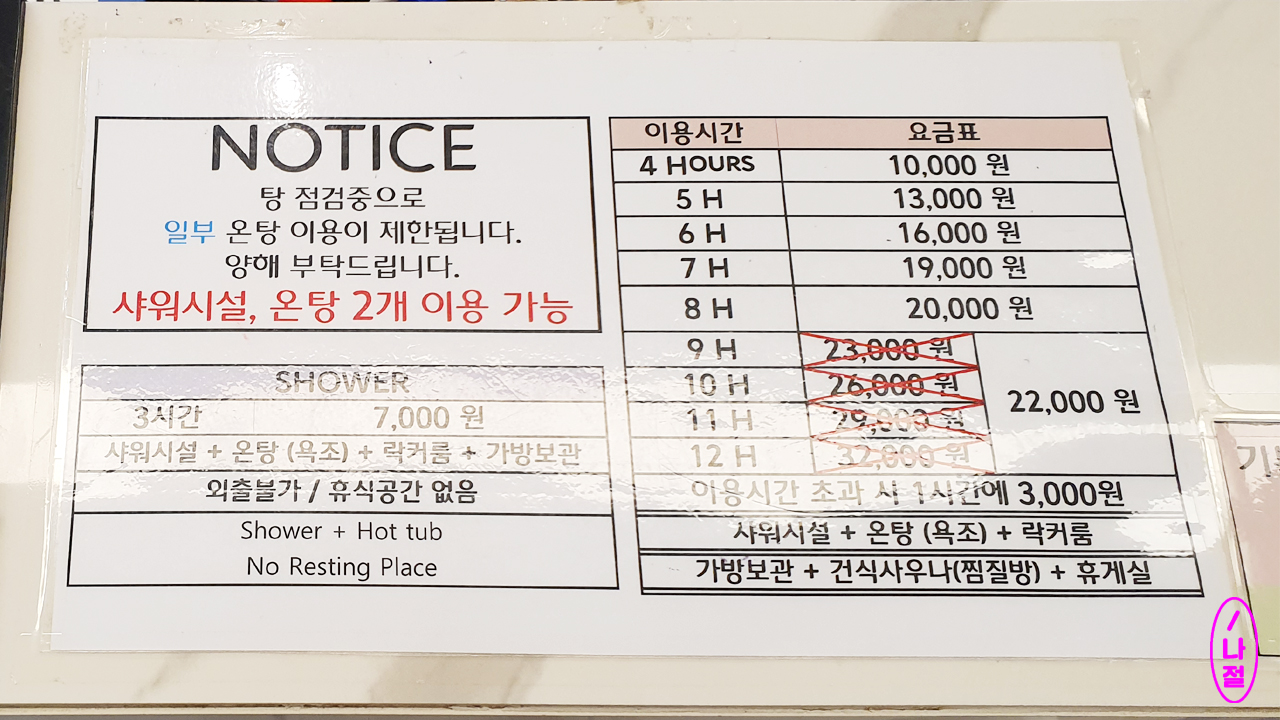 NOTICE
탕 점검중으로
일부 온탕 이용이 제한됩니다.
양해 부탁드립니다.
샤워시설, 온탕 2개 이용 가능
SHOWER
3시간 7,000 원
샤워시설 + 온탕 (욕조) + 락커룸 + 가방보관
외출불가 / 휴식공간 없음
Shower + Hot tub
No Resting Place
이용시간 요금표
4 HOURS 10,000 원
5 H 13,000 원
6 H 16,000 원
7 H 19,000 원
8 H 20,000 원
9 H 23,000 원
10 H 26,000 원
22,000 원
11 H 29,000 원
12 H 32,000 원
이용시간 초과 시 1시간에 3,000원
샤워시설 + 온탕 (욕조) + 락커룸
가방보관 + 건식사우나(찜질방) + 휴게실
나절